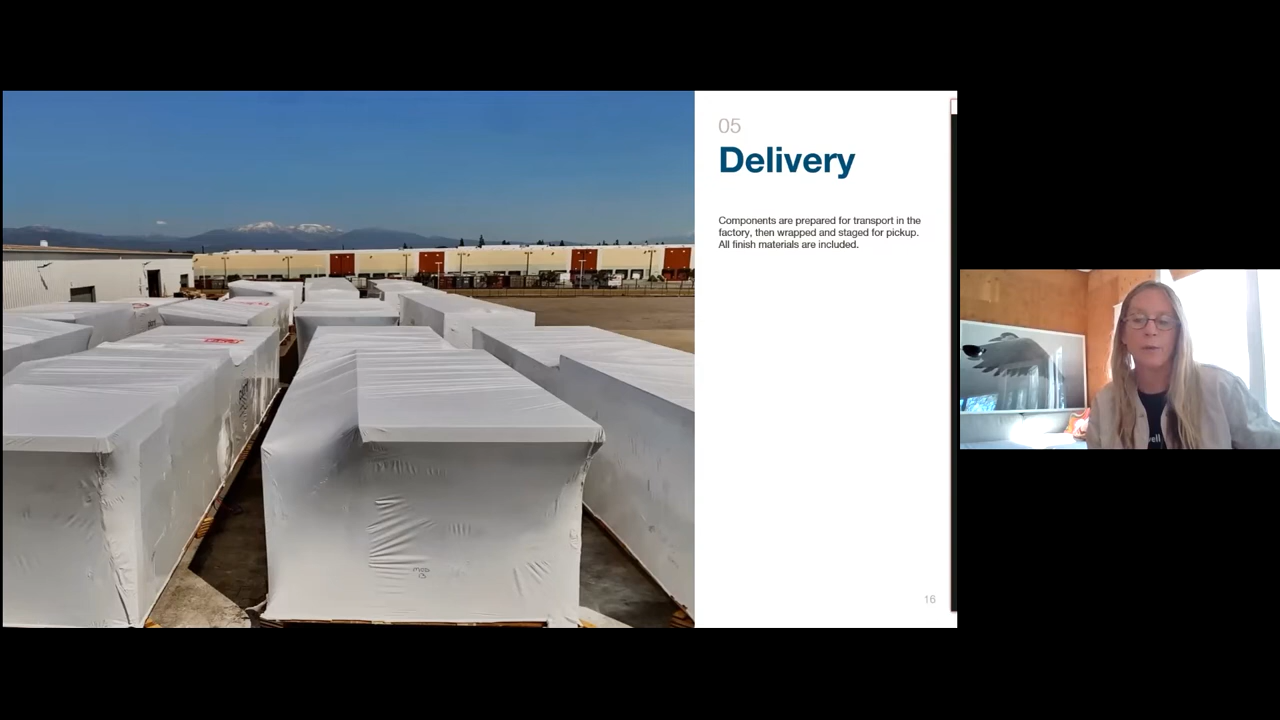 05
Delivery
Components are prepared for transport in the
factory, then wrapped and staged for pickup.
All finish materials are included.
16